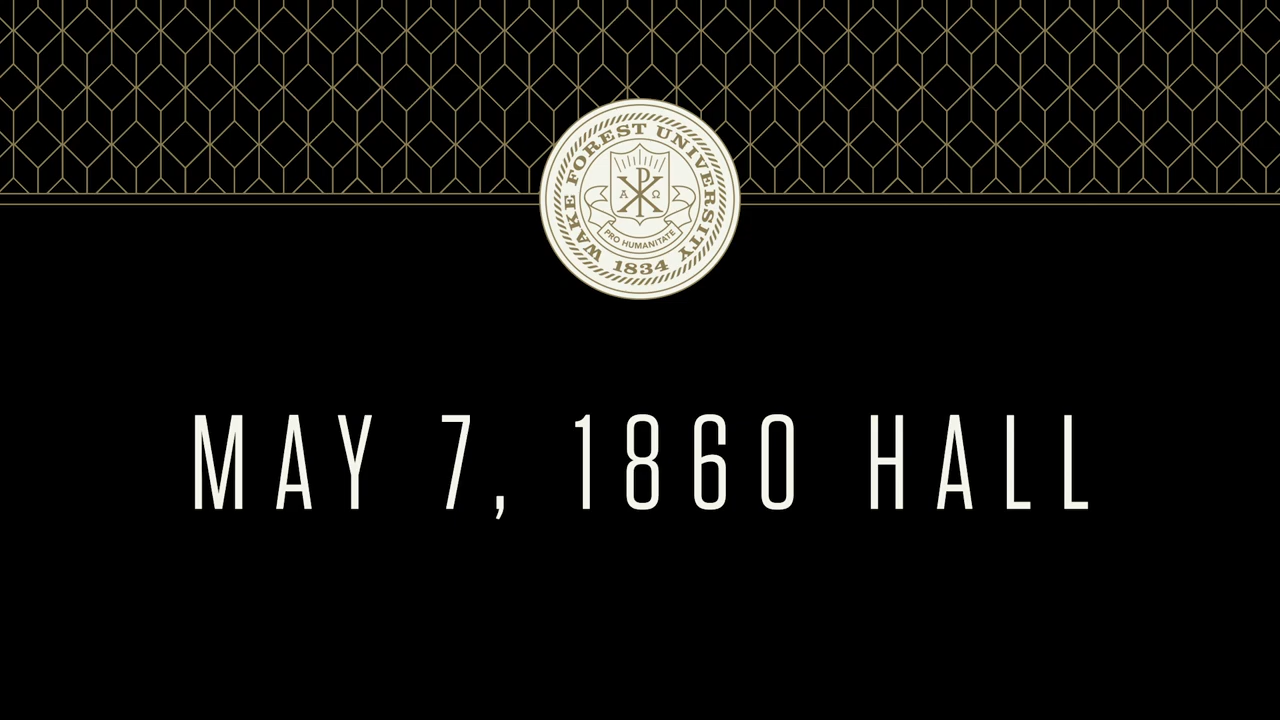 WAKE FOREST UNIVERSITY
Α Ω
PRO HUMANITATE
1834
MAY 7, 1860 HALL